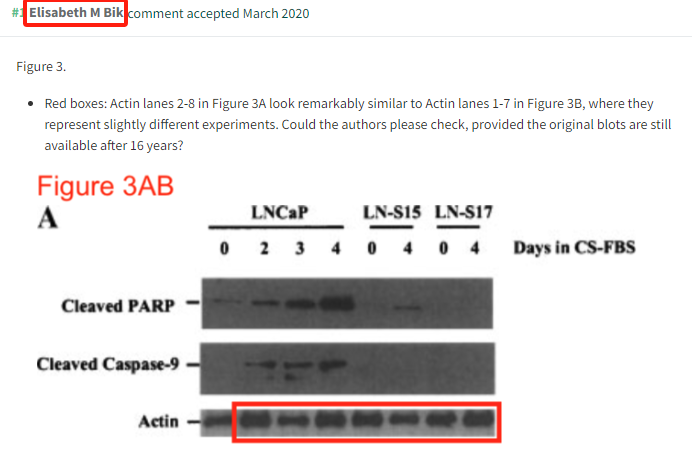 #1 Elisabeth M Bik comment accepted March 2020
Figure 3.
• Red boxes: Actin lanes 2-8 in Figure 3A look remarkably similar to Actin lanes 1-7 in Figure 3B, where they
represent slightly different experiments. Could the authors please check, provided the original blots are still
available after 16 years?
Figure 3AB
A
LNCaP LN-S15 LN-S17
0 2 3 4 0 4 0 4 Days in CS-FBS
Cleaved PARP
Cleaved Caspase-9
Actin